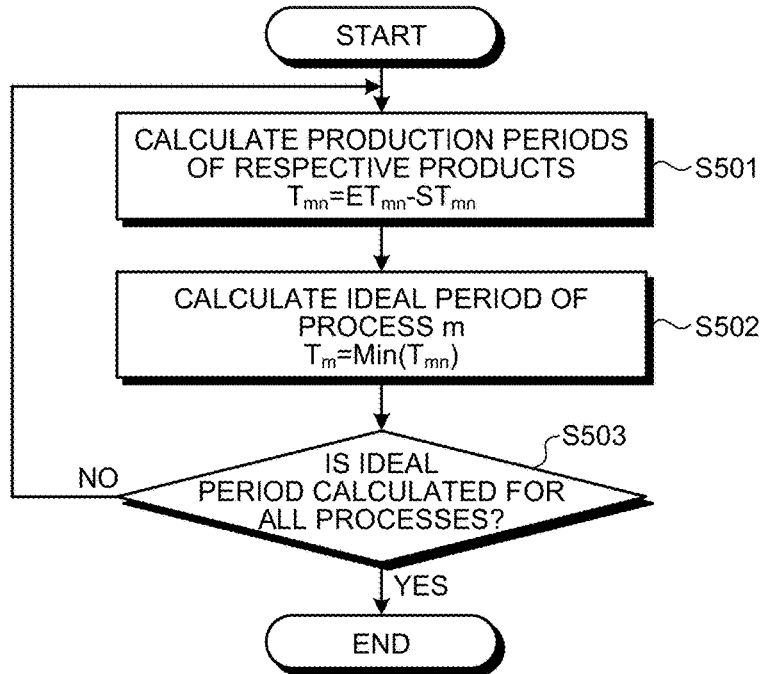 START
CALCULATE PRODUCTION PERIODS
OF RESPECTIVE PRODUCTS
Tmn=ETmn-STmn
S501
CALCULATE IDEAL PERIOD OF
PROCESS m
Tm=Min(Tmn)
S502
S503
IS IDEAL
PERIOD CALCULATED FOR
ALL PROCESSES?
NO
YES
END